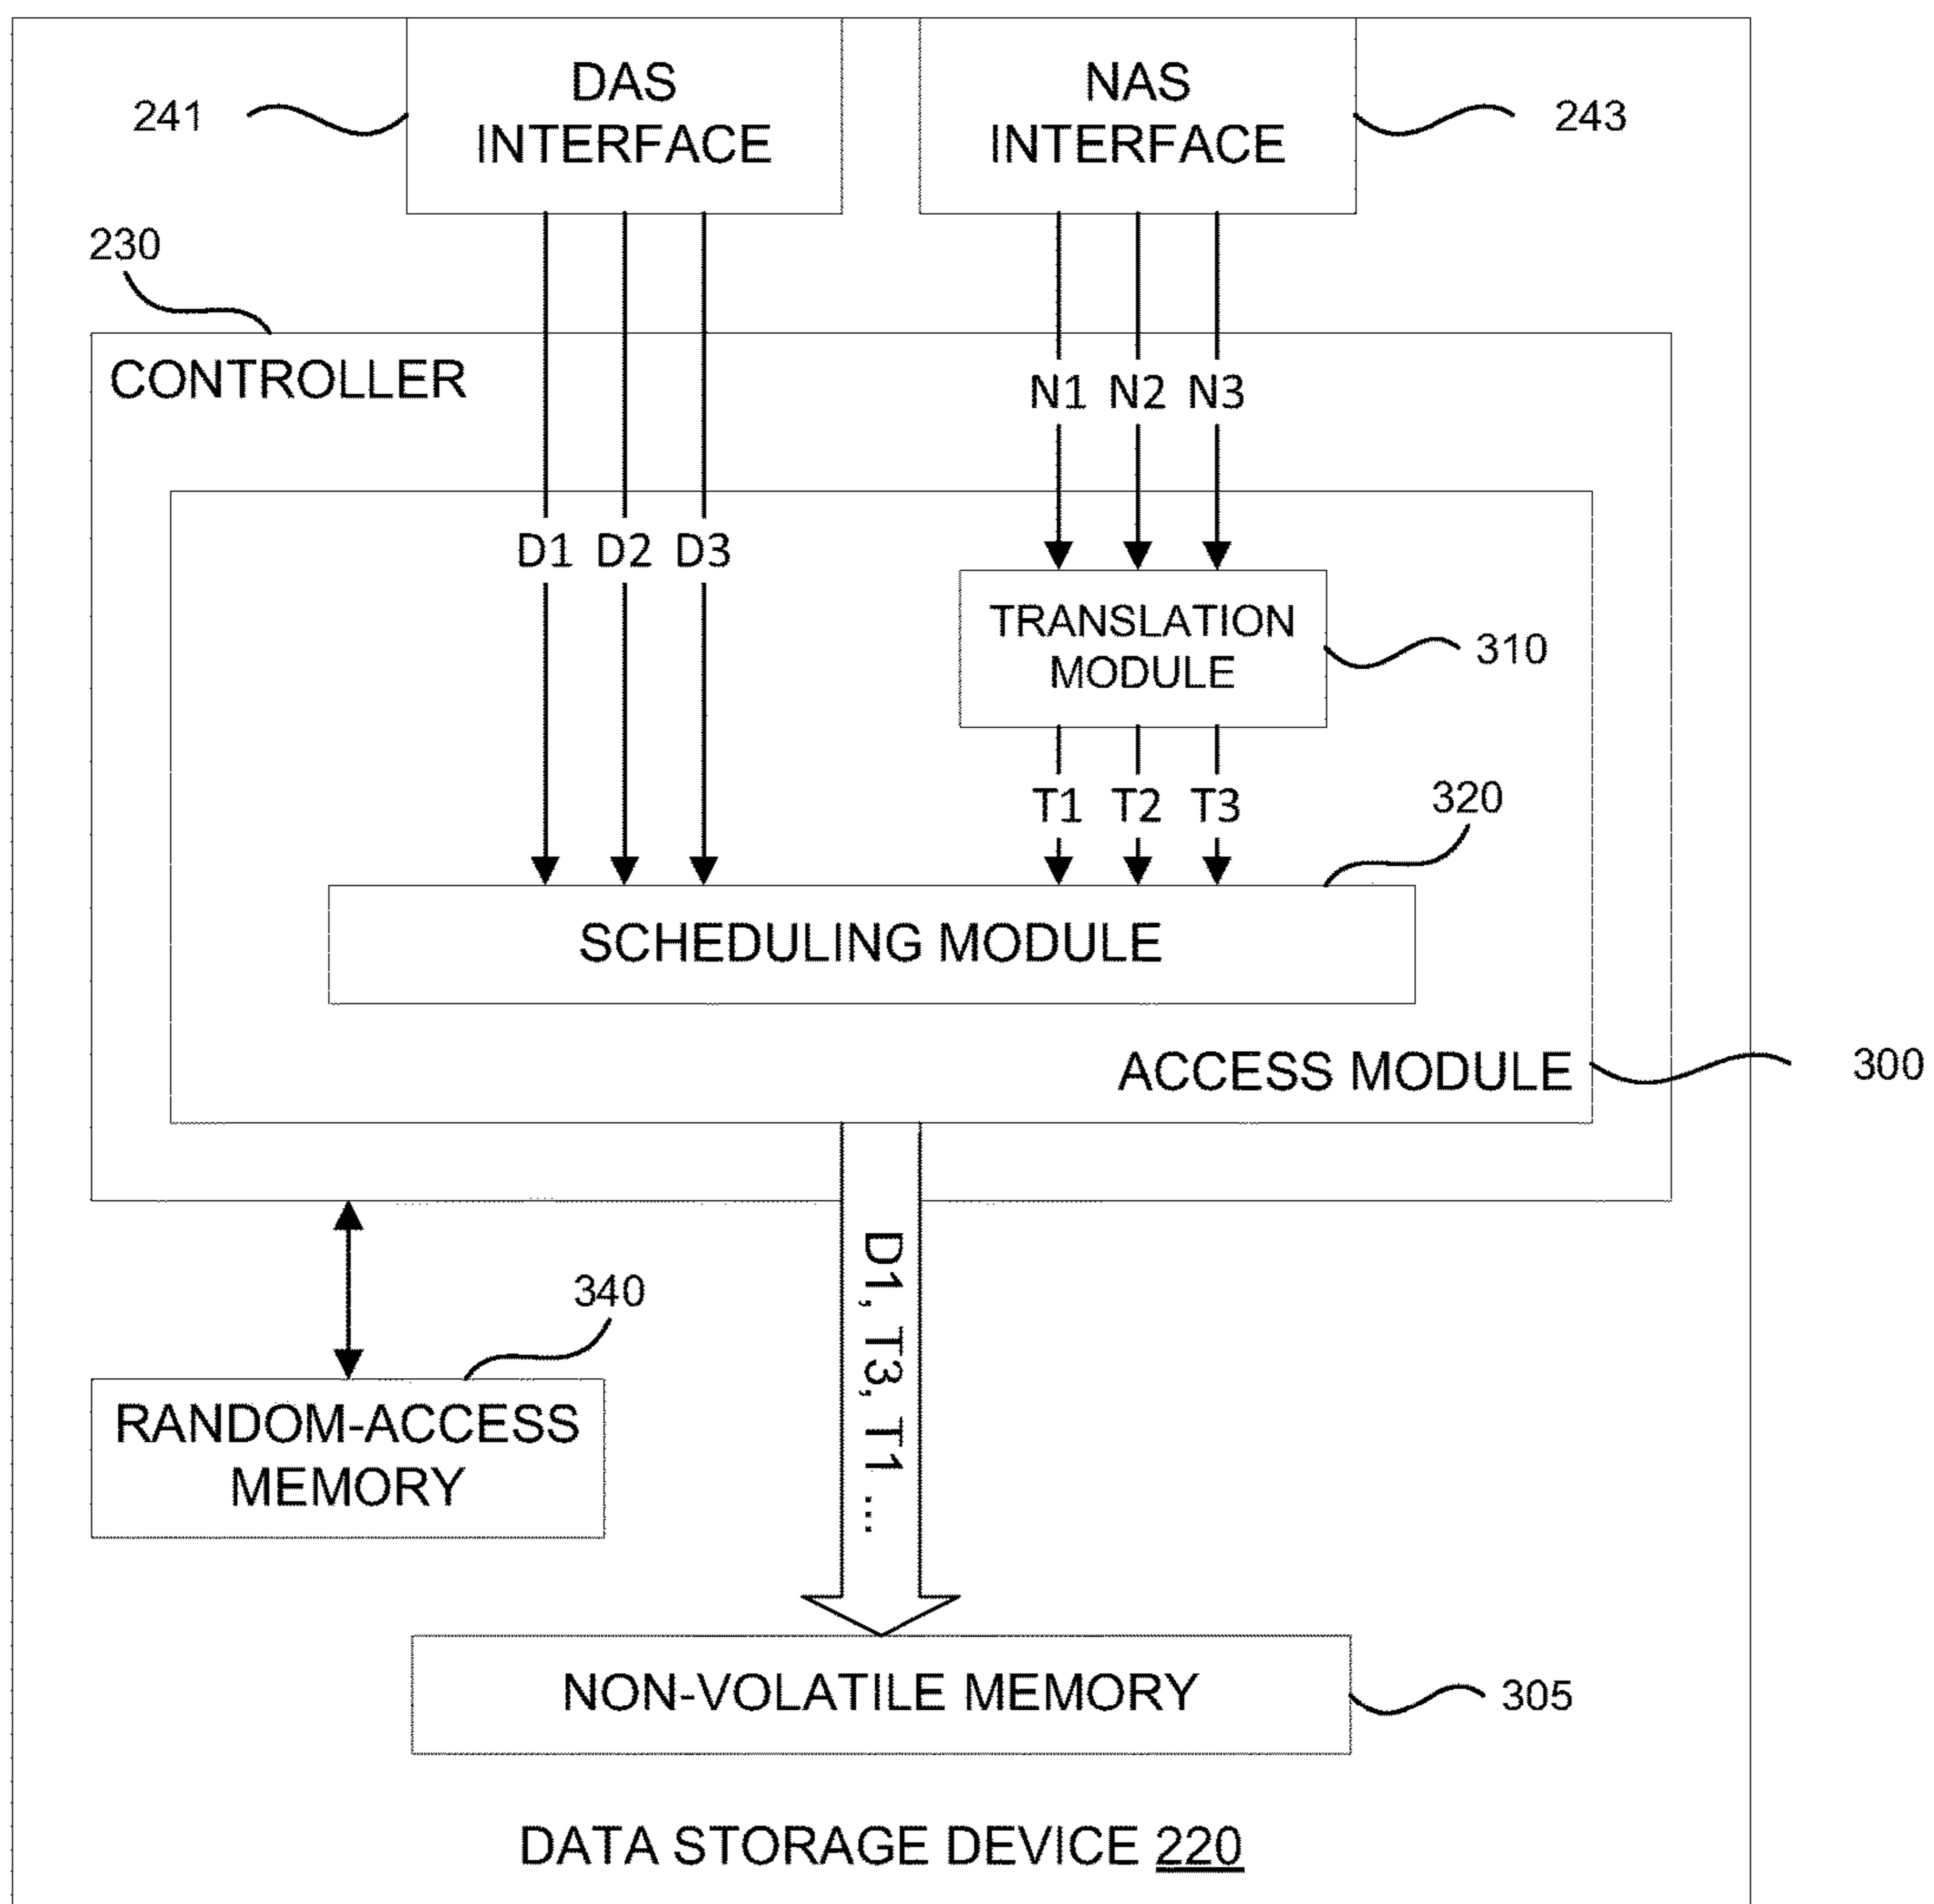 DAS
INTERFACE
NAS
INTERFACE
241
243
230
CONTROLLER
N1 N2 N3
D1 D2 D3
TRANSLATION
MODULE
310
T1 T2 T3
320
SCHEDULING MODULE
ACCESS MODULE
300
D1, T3, T1 ...
340
RANDOM-ACCESS
MEMORY
NON-VOLATILE MEMORY
305
DATA STORAGE DEVICE 220